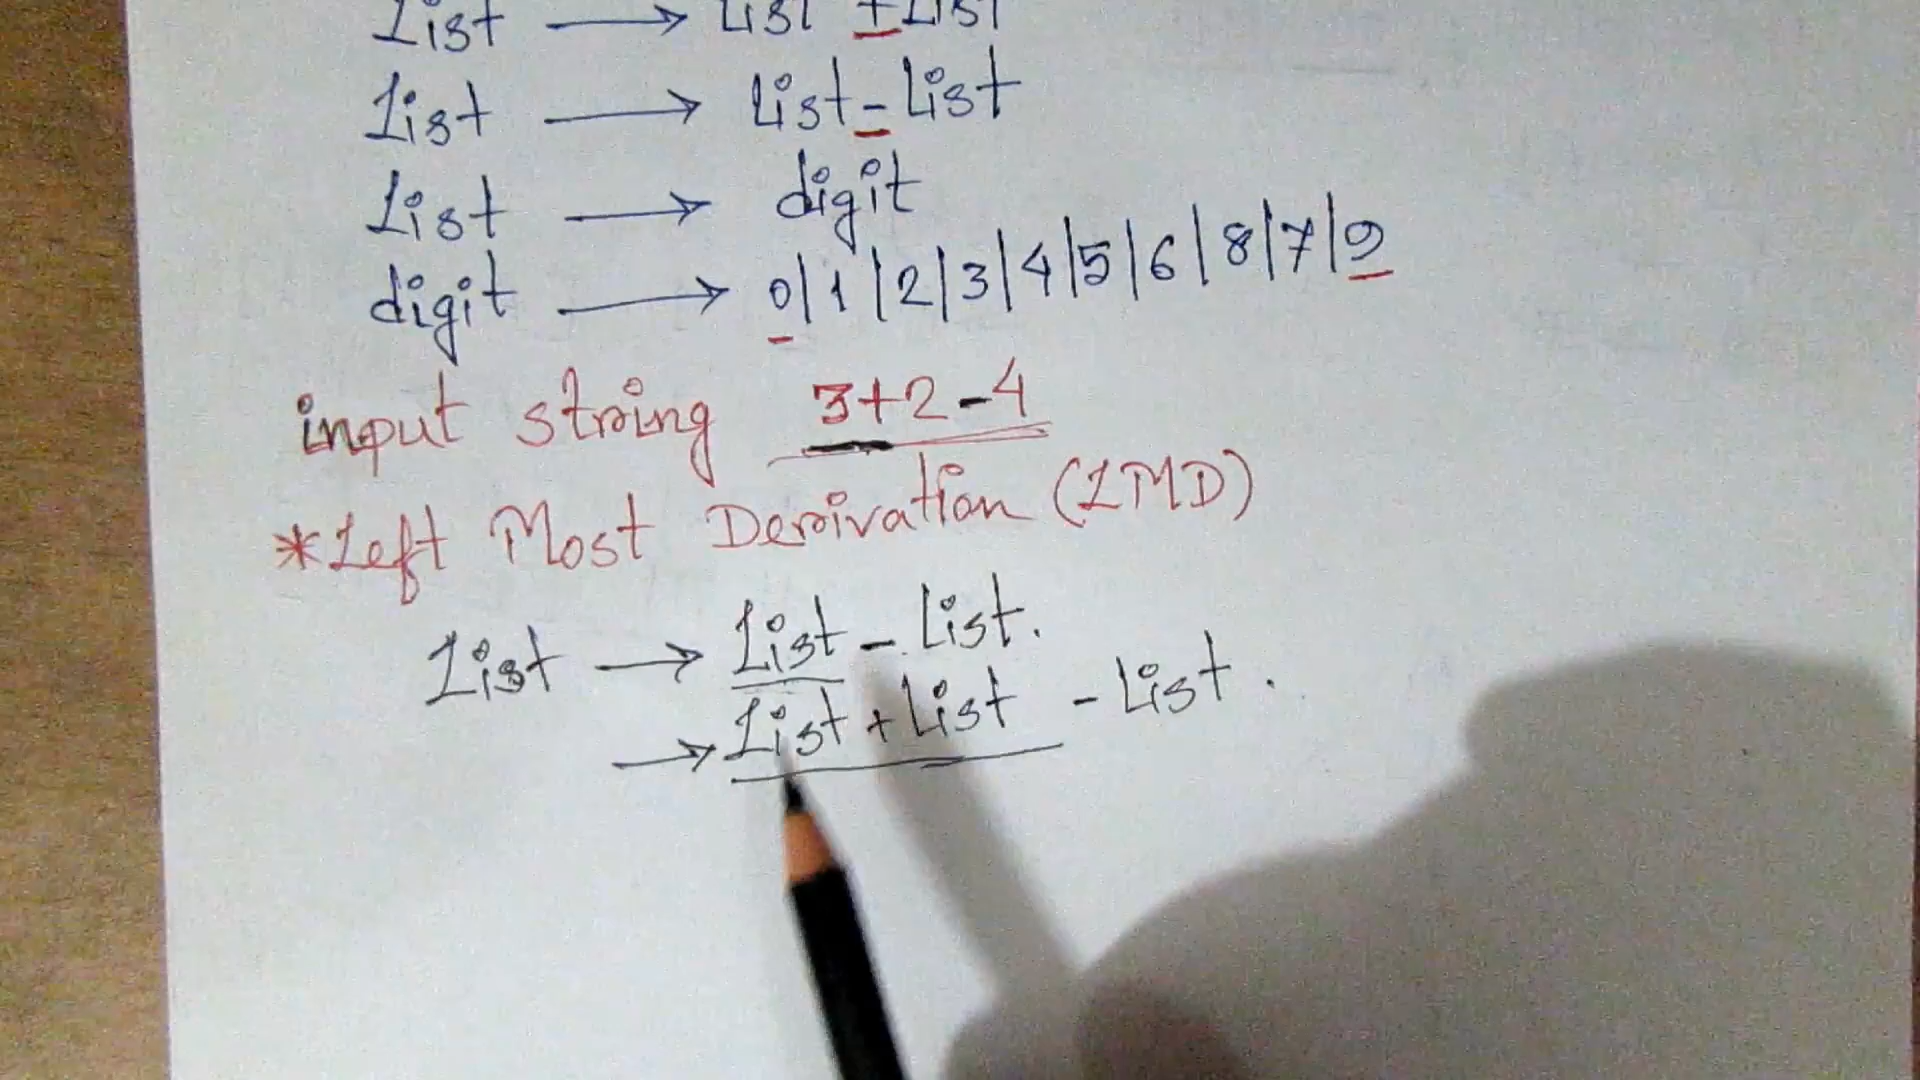 List → List + List
List → List - List
List → digit
digit → 0|1|2|3|4|5|6|8|7|9
input string 3+2-4
*Left Most Derivation (LMD)
List → List - List.
→ List + List - List.